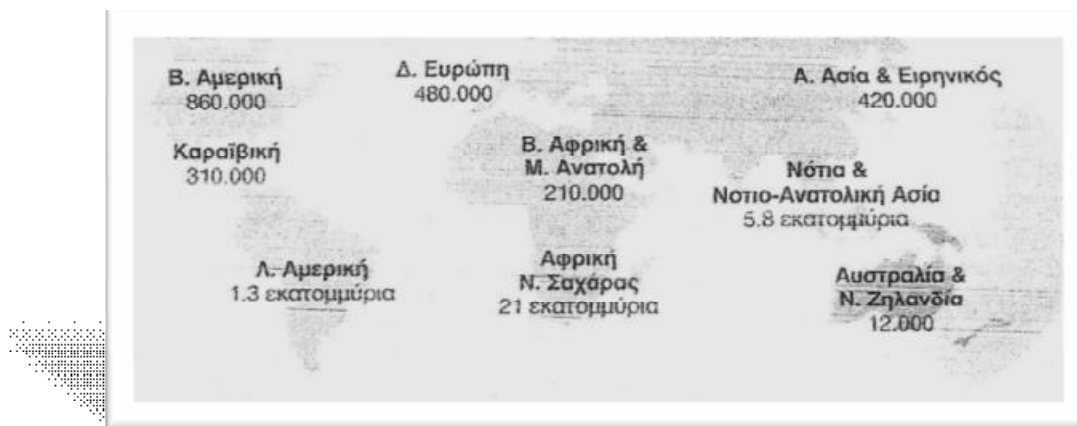 Β. Αμερική
860.000
Δ. Ευρώπη
480.000
Α. Ασία & Ειρηνικός
420.000
Καραϊβική
310.000
Β. Αφρική &
Μ. Ανατολή
210.000
Νότια &
Νοτιο-Ανατολική Ασία
5.8 εκατομμύρια
Λ. Αμερική
1.3 εκατομμύρια
Αφρική
Ν. Σαχάρας
21 εκατομμύρια
Αυστραλία &
Ν. Ζηλανδία
12.000